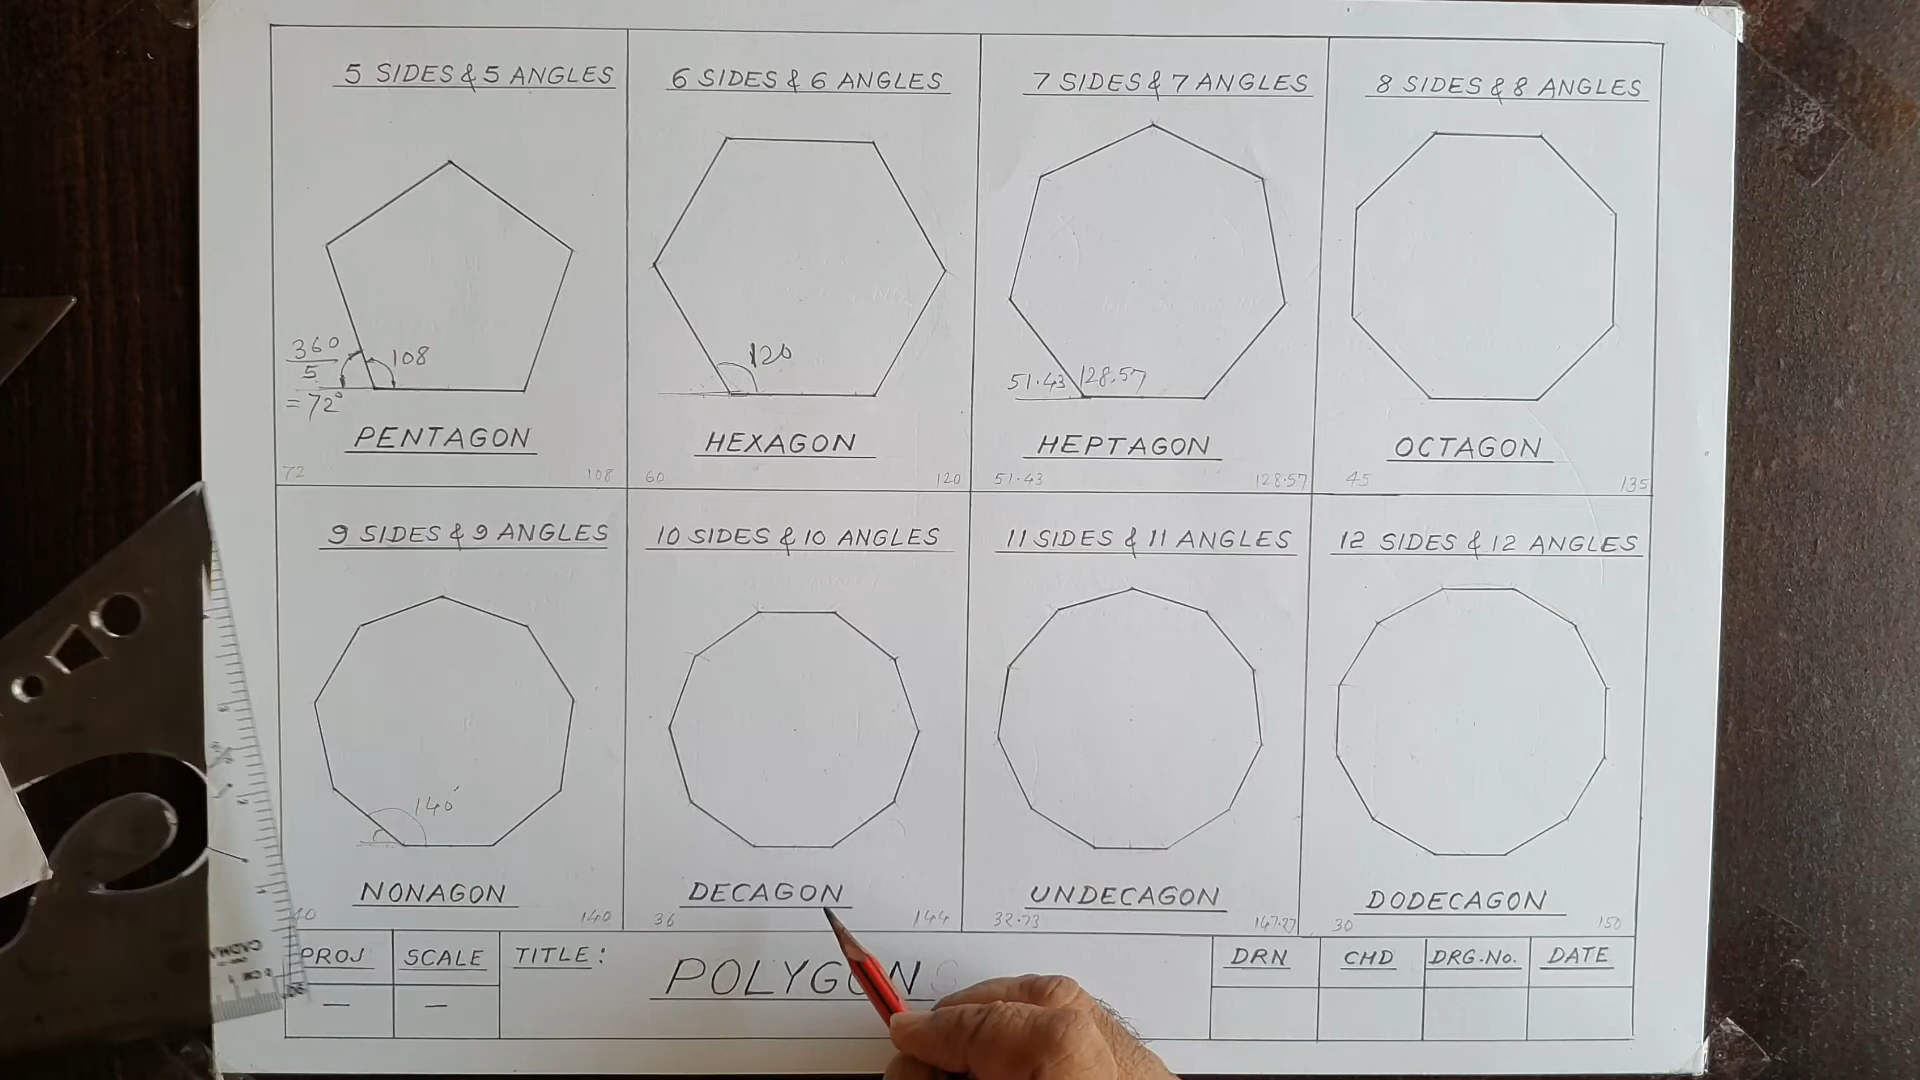 5 SIDES & 5 ANGLES
360
5
= 72°
108
PENTAGON
72 108
6 SIDES & 6 ANGLES
120
HEXAGON
60 120
7 SIDES & 7 ANGLES
51.43 128.57
HEPTAGON
51.43 128.57
8 SIDES & 8 ANGLES
OCTAGON
45 135
9 SIDES & 9 ANGLES
140°
NONAGON
40 140
10 SIDES & 10 ANGLES
DECAGON
36 144
11 SIDES & 11 ANGLES
UNDECAGON
32.73 147.27
12 SIDES & 12 ANGLES
DODECAGON
30 150
PROJ
SCALE
TITLE:
POLYGONS
DRN
CHD
DRG.No.
DATE